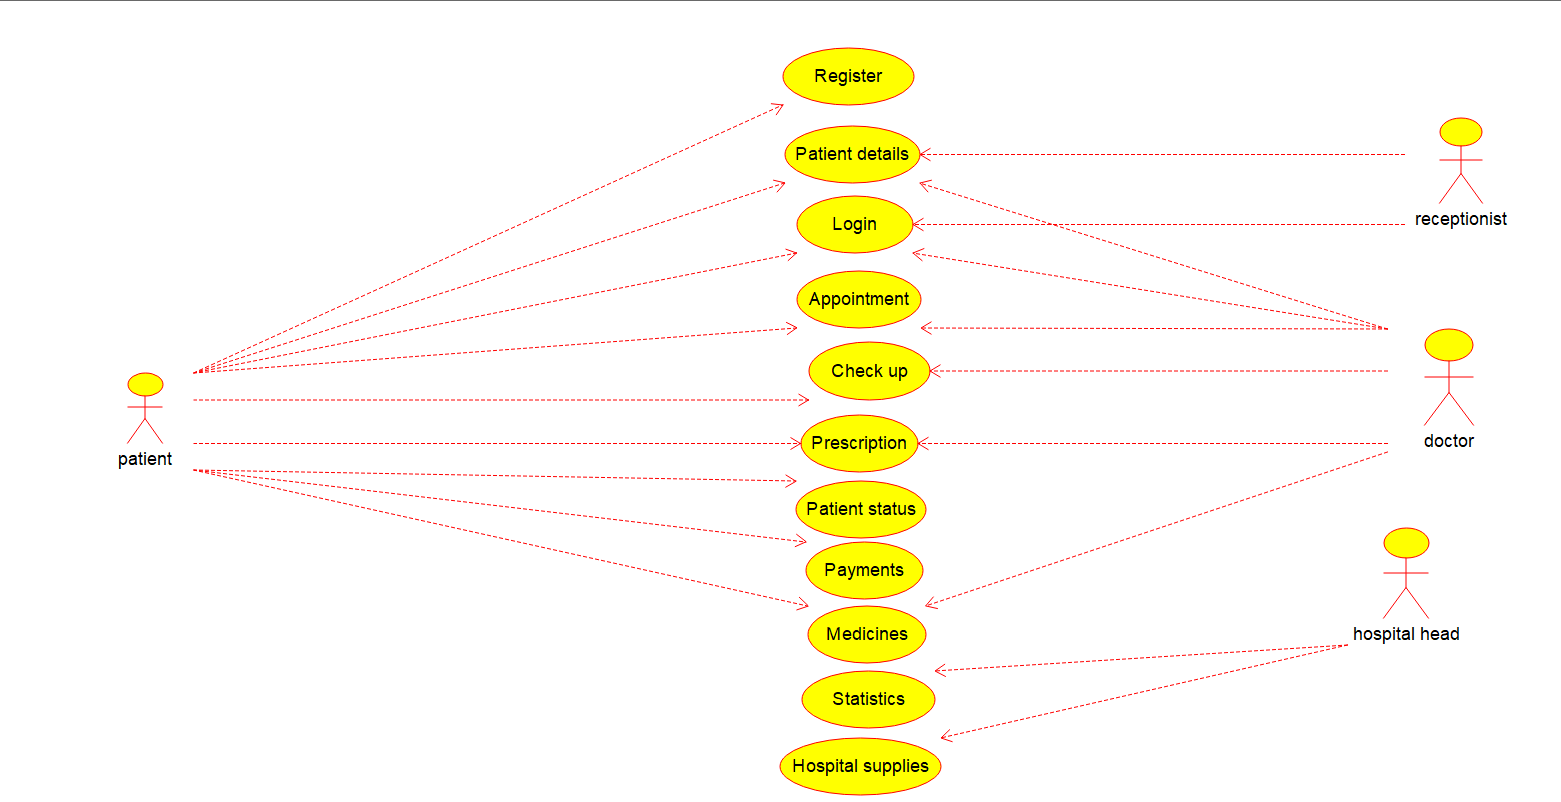 Register
Patient details
Login
Appointment
Check up
Prescription
Patient status
Payments
Medicines
Statistics
Hospital supplies
patient
receptionist
doctor
hospital head